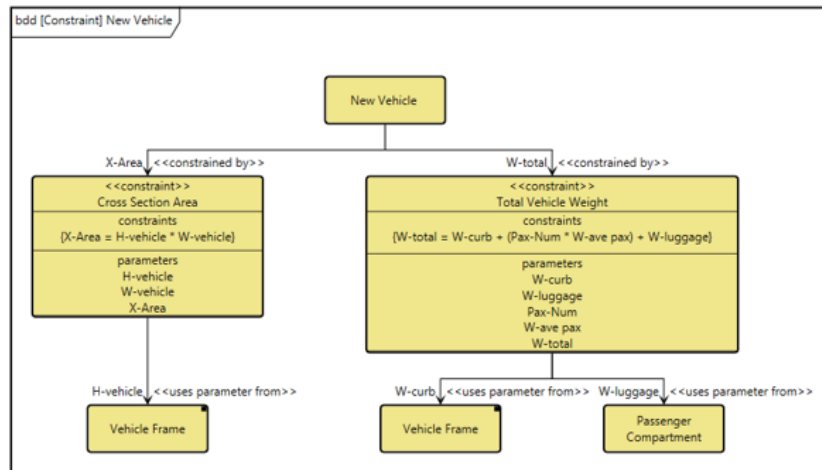 bdd [Constraint] New Vehicle
New Vehicle
X-Area <<constrained by>>
W-total <<constrained by>>
<<constraint>>
Cross Section Area
constraints
{X-Area = H-vehicle * W-vehicle}
parameters
H-vehicle
W-vehicle
X-Area
<<constraint>>
Total Vehicle Weight
constraints
{W-total = W-curb + (Pax-Num * W-ave pax) + W-luggage}
parameters
W-curb
W-luggage
Pax-Num
W-ave pax
W-total
H-vehicle <<uses parameter from>>
W-curb <<uses parameter from>>
W-luggage <<uses parameter from>>
Vehicle Frame
Vehicle Frame
Passenger
Compartment